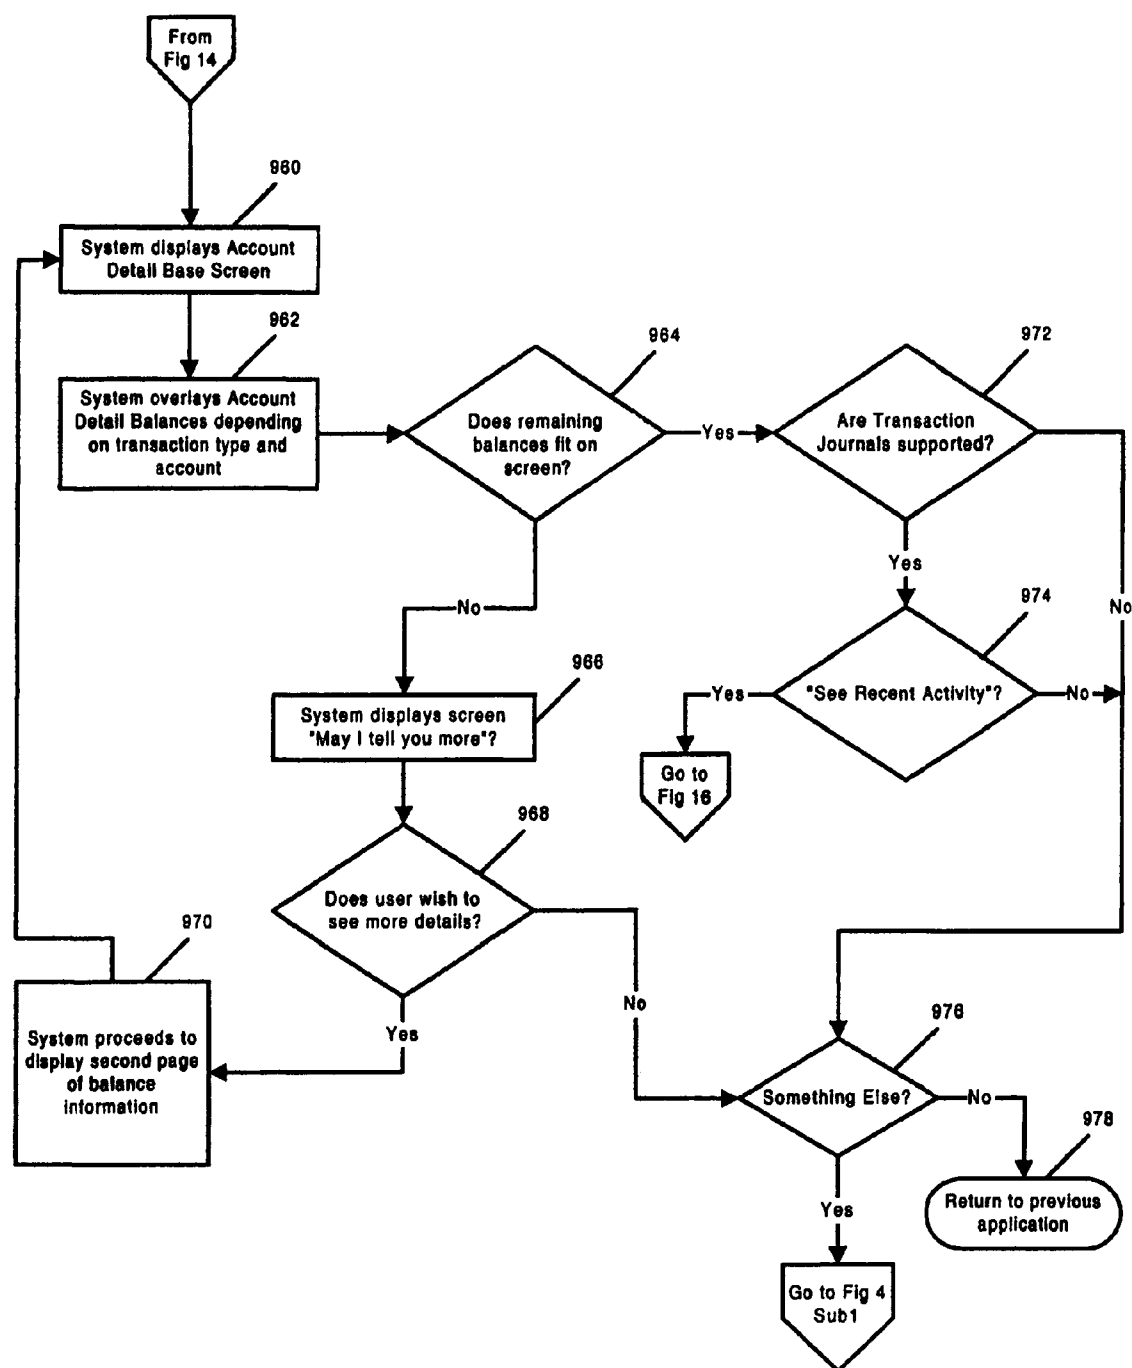 From
Fig 14
960
System displays Account
Detail Base Screen
962
System overlays Account
Detail Balances depending
on transaction type and
account
964
Does remaining
balances fit on
screen?
Yes
972
Are Transaction
Journals supported?
Yes
No
No
974
"See Recent Activity"?
Yes
No
Go to
Fig 16
966
System displays screen
"May I tell you more"?
968
Does user wish to
see more details?
Yes
No
970
System proceeds to
display second page
of balance
information
976
Something Else?
No
978
Return to previous
application
Yes
Go to Fig 4
Sub1